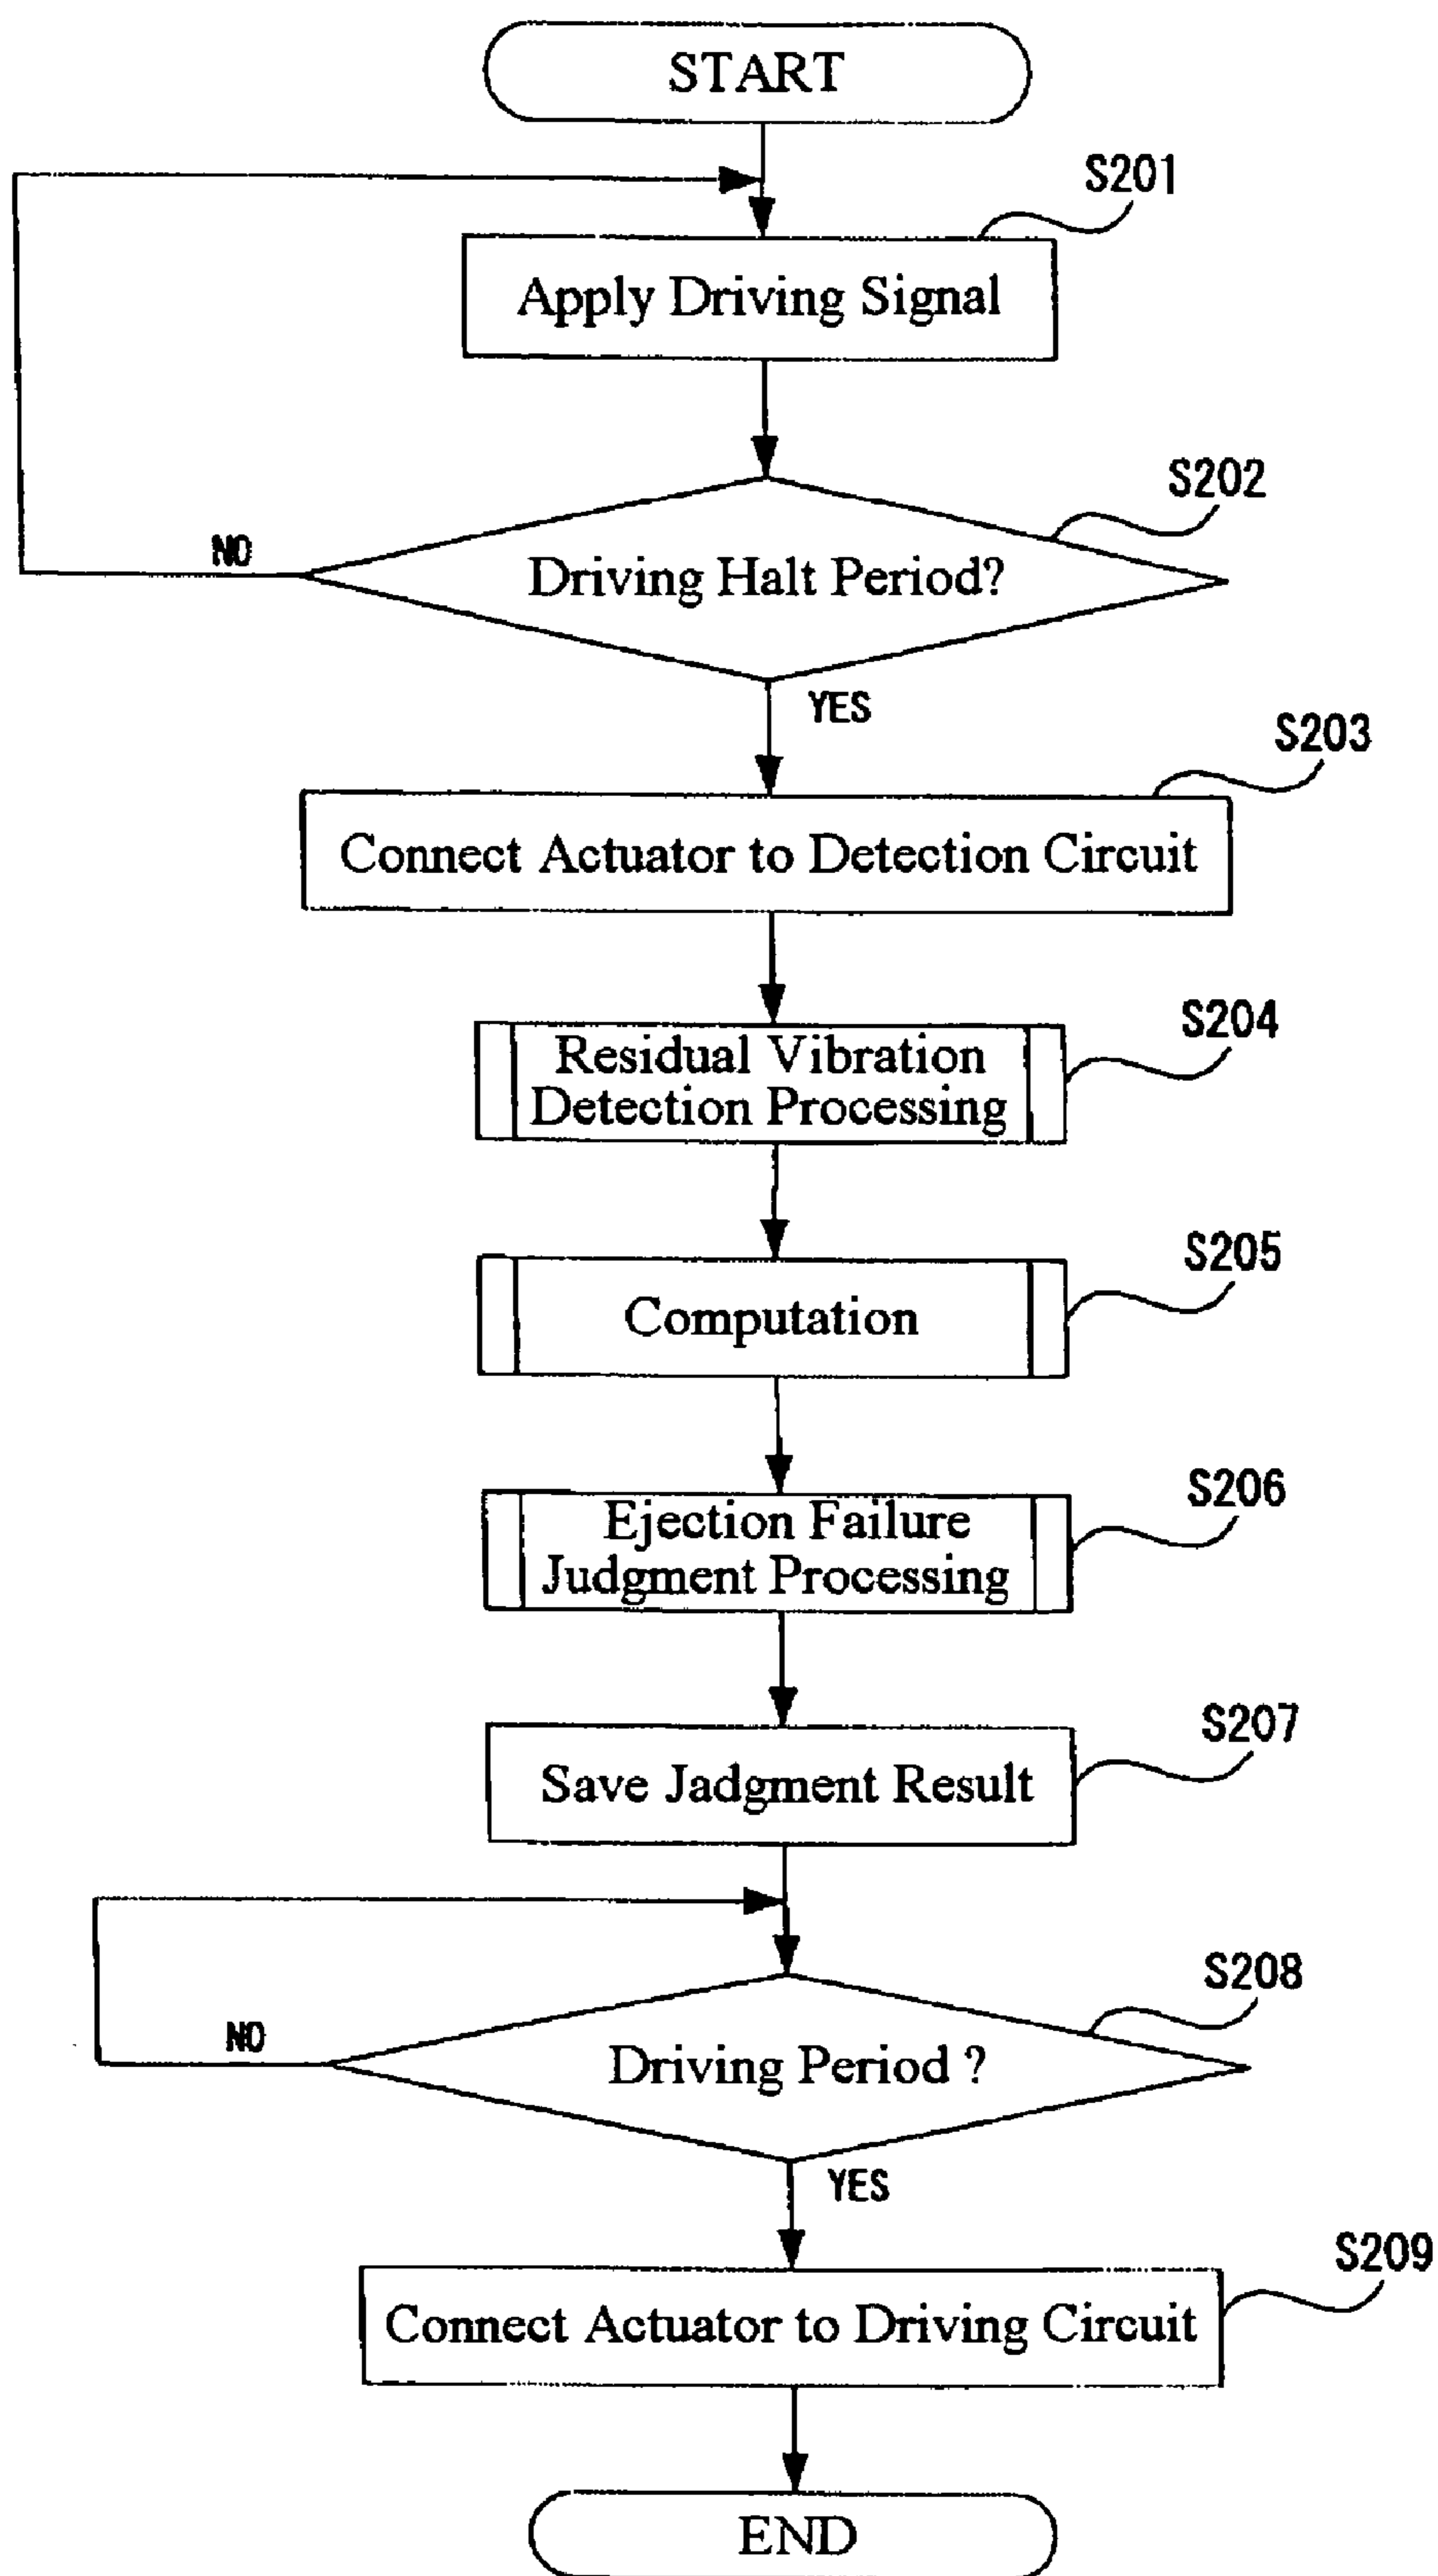 START
S201
Apply Driving Signal
S202
Driving Halt Period?
NO
YES
S203
Connect Actuator to Detection Circuit
S204
Residual Vibration
Detection Processing
S205
Computation
S206
Ejection Failure
Judgment Processing
S207
Save Jadgment Result
S208
Driving Period ?
NO
YES
S209
Connect Actuator to Driving Circuit
END